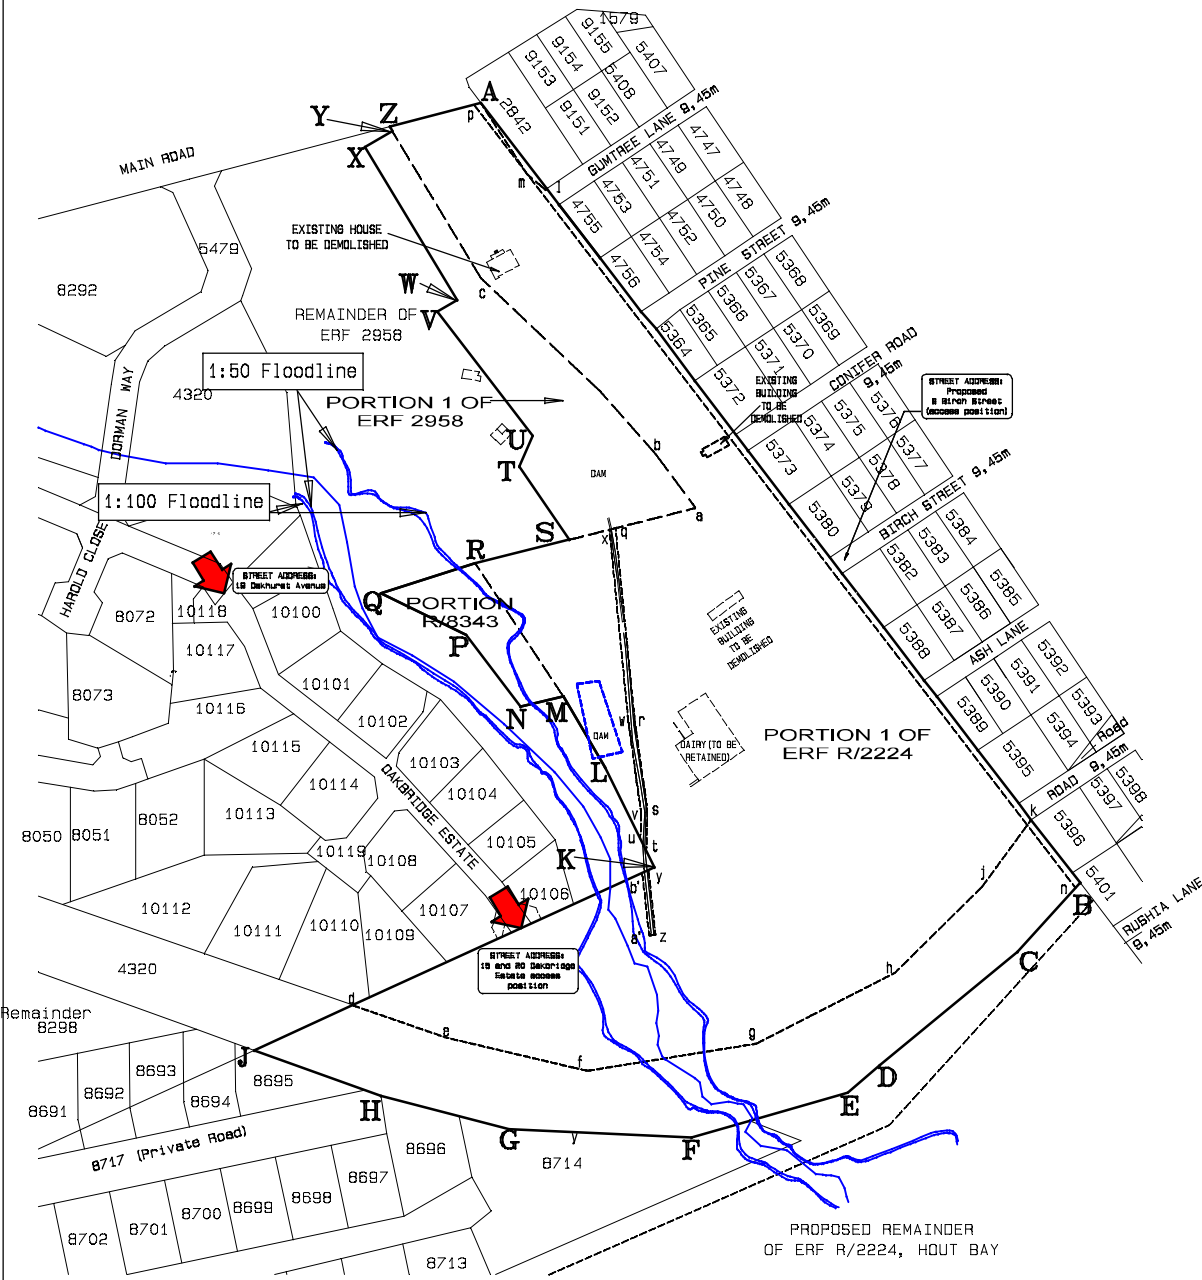 1579
9155
9154
9153
5407
5408
9152
9151
2842
A
p
Z
Y
X
MAIN ROAD
GUMTREE LANE 9,45m
m
l
4747
4749
4751
4753
4755
4748
4750
4752
4754
4756
PINE STREET 9,45m
5479
8292
EXISTING HOUSE
TO BE DEMOLISHED
c
W
V
REMAINDER OF
ERF 2958
5368
5367
5366
5365
5364
5369
5370
5371
5372
CONIFER ROAD
9,45m
1:50 Floodline
4320
DORMAN WAY
PORTION 1 OF
ERF 2958
EXISTING
BUILDING
TO BE
DEMOLISHED
STREET ADDRESS:
Proposed
Birch Street
(access position)
5376
5375
5374
5373
5377
5378
5379
5380
BIRCH STREET 9,45m
U
T
b
DAM
a
1:100 Floodline
S
R
x
q
HAROLD CLOSE
STREET ADDRESS:
19 Oakhurst Avenue
Q
PORTION
R/8343
P
8072
10118
10100
10117
8073
10116
10101
10102
5384
5383
5382
5385
5386
5387
5388
ASH LANE
EXISTING
BUILDING
TO BE
DEMOLISHED
N
M
w
r
DAM
L
DAIRY (TO BE
RETAINED)
PORTION 1 OF
ERF R/2224
5392
5391
5390
5389
5393
5394
5395
Road
ROAD 9,45m
5398
5397
5396
5401
10115
10103
10114
10104
OAKBRIDGE ESTATE
10113
10105
8052
8051
8050
10119
10108
10106
10107
10112
10111
10110
10109
v
s
u
t
K
y
b'
a'
z
k
j
n
B
C
RUSHIA LANE
9,45m
STREET ADDRESS:
15 and 20 Oakbridge
Estate access
position
4320
Remainder
8298
d
e
f
g
h
D
E
J
H
G
y
F
8693
8692
8691
8694
8695
8717 (Private Road)
8696
8714
8697
8698
8699
8700
8701
8702
8713
PROPOSED REMAINDER
OF ERF R/2224, HOUT BAY